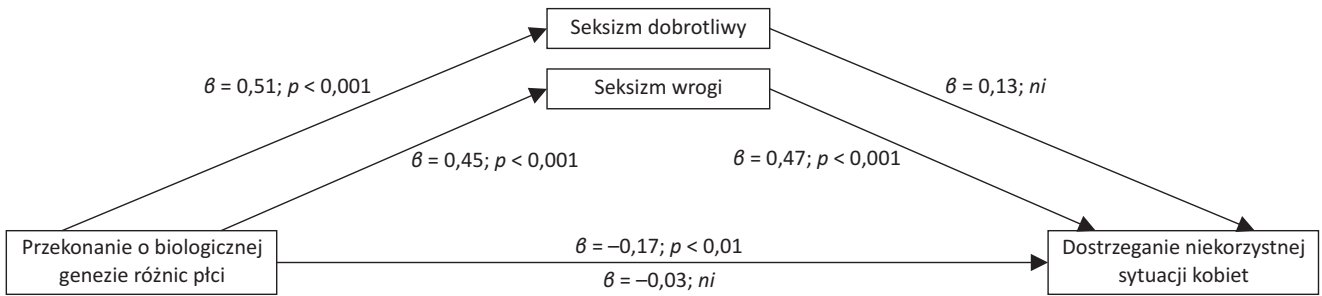 Seksizm dobrotliwy
Seksizm wrogi
β = 0,51; p < 0,001
β = 0,13; ni
β = 0,45; p < 0,001
β = 0,47; p < 0,001
Przekonanie o biologicznej
genezie różnic płci
β = –0,17; p < 0,01
β = –0,03; ni
Dostrzeganie niekorzystnej
sytuacji kobiet